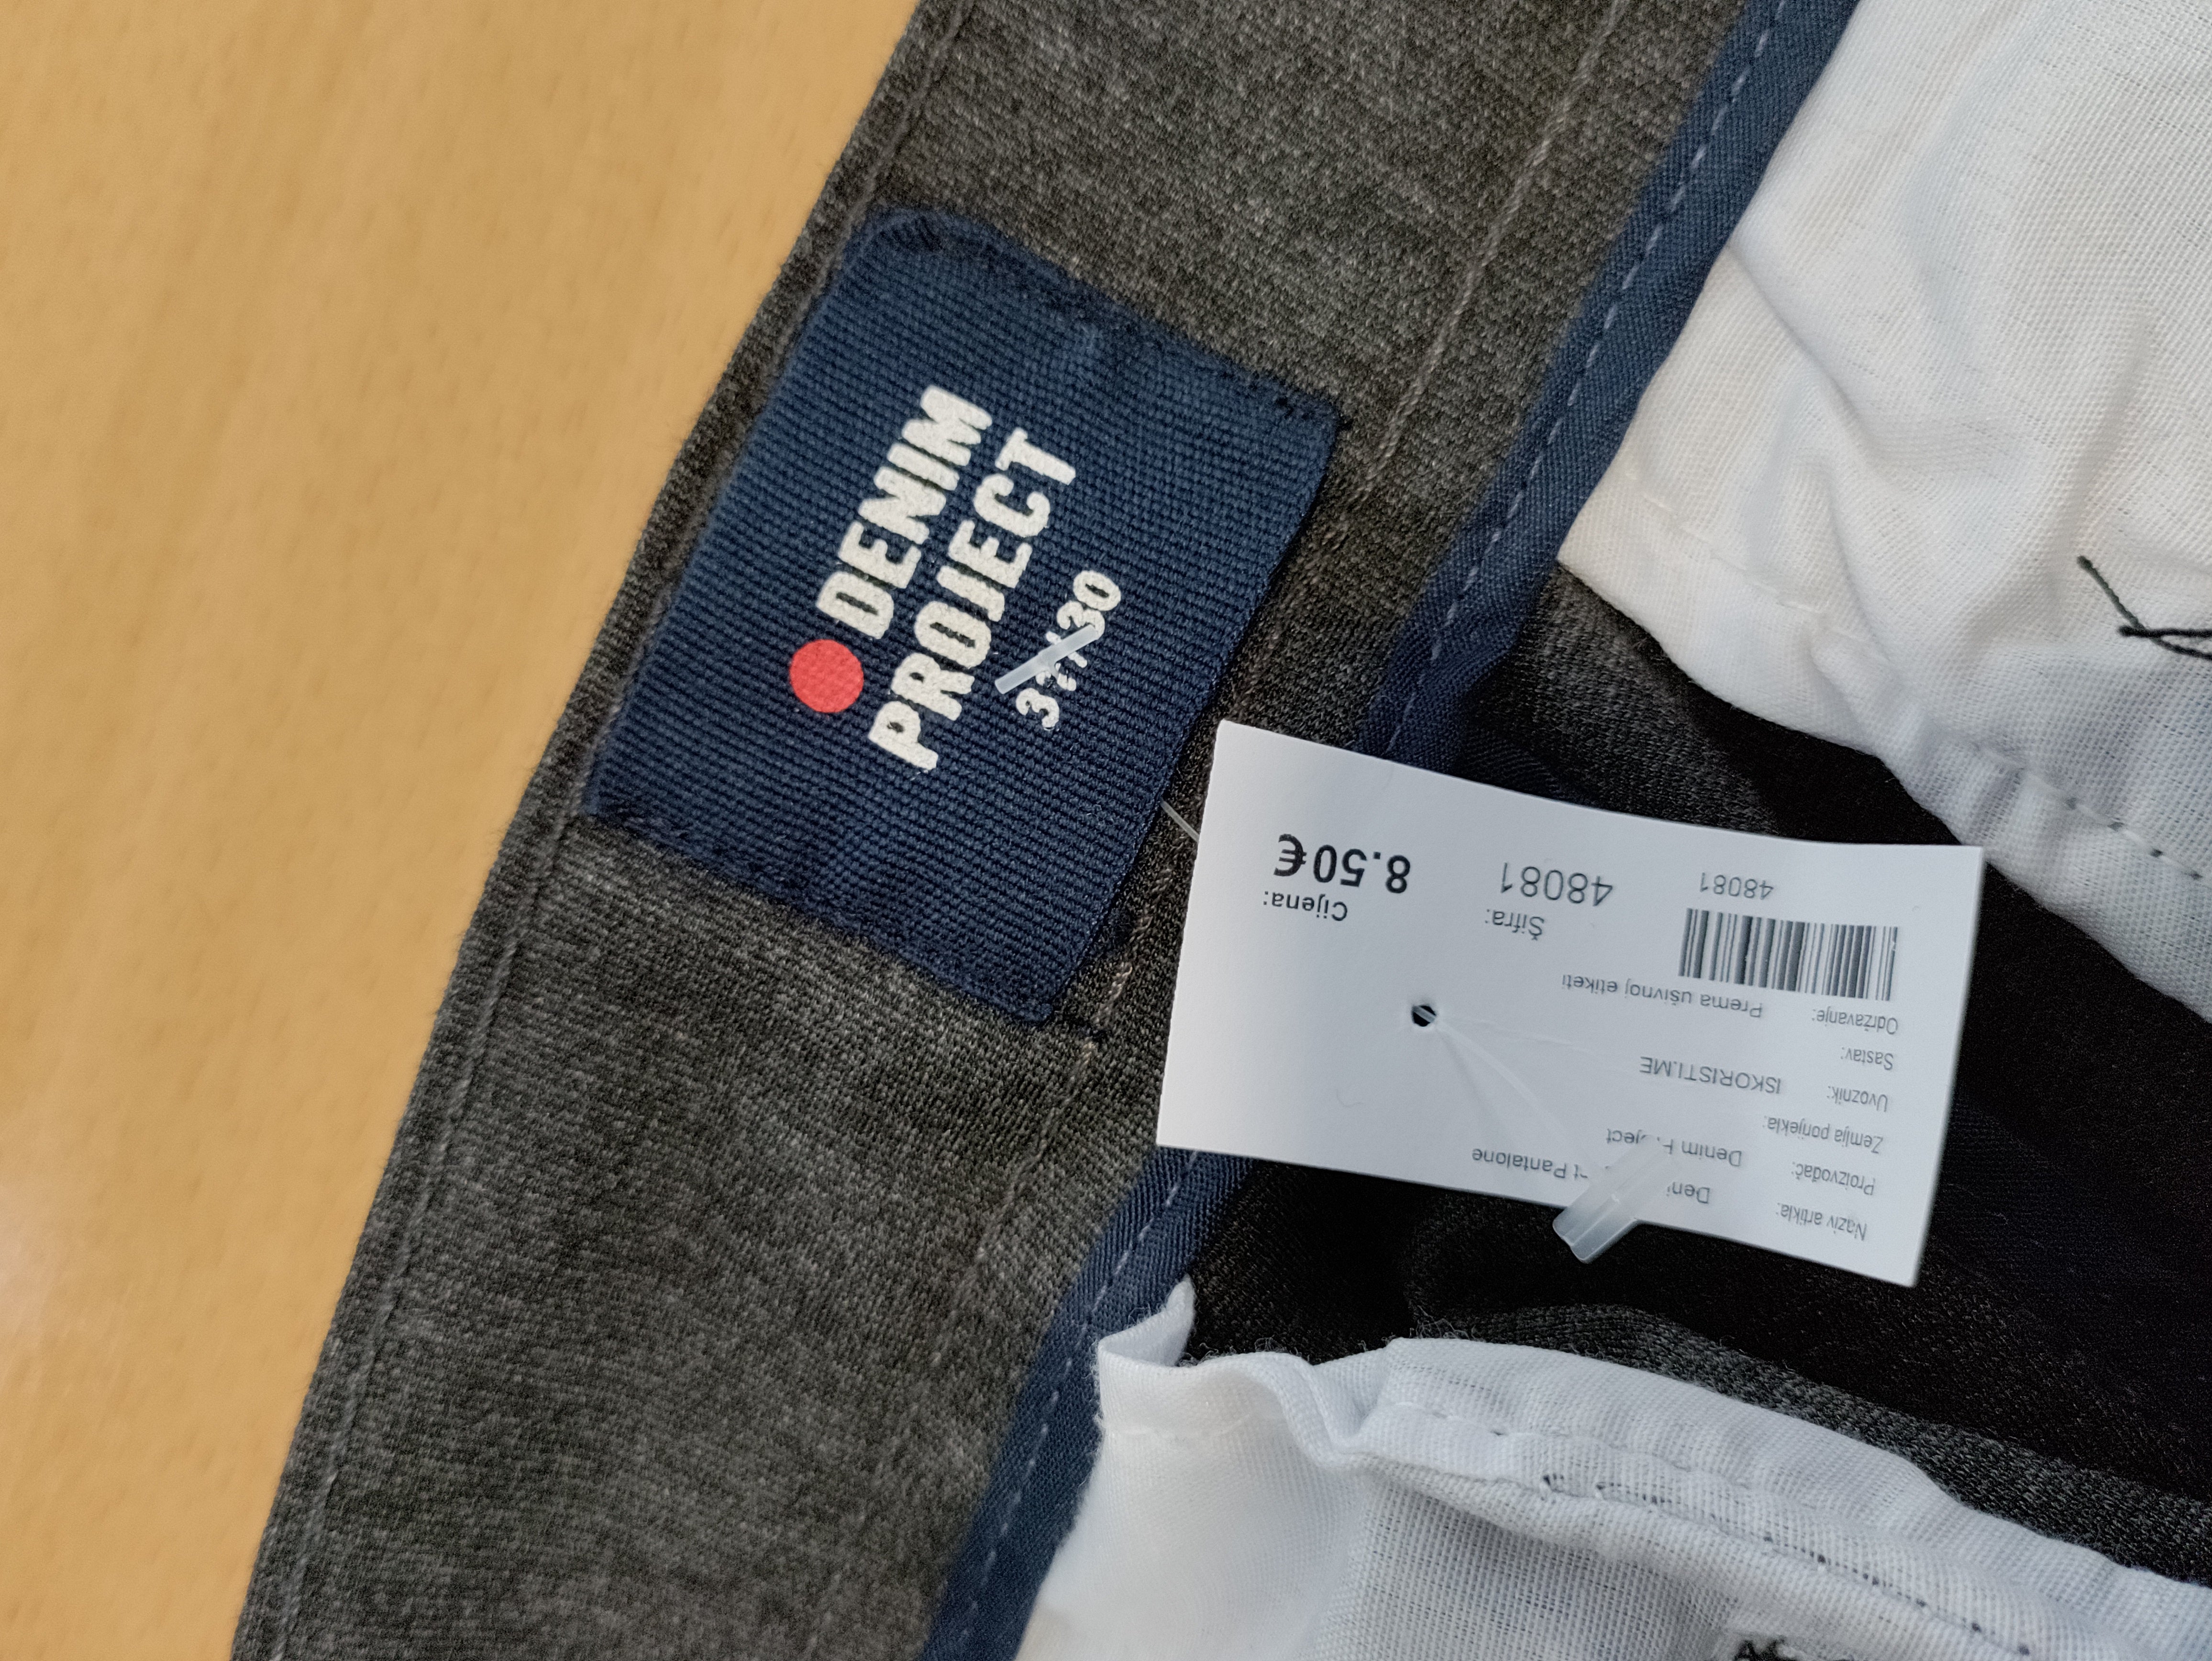 DENIM
PROJECT
Naziv artikla: Pantalone
Proizvođač: Denim
Zemlja porijekla:
Uvoznik: ISKORISTI.ME
Sastav:
Održavanje: Prema ušivnoj etiketi
48081
Šifra:
48081
Cijena:
8.50€